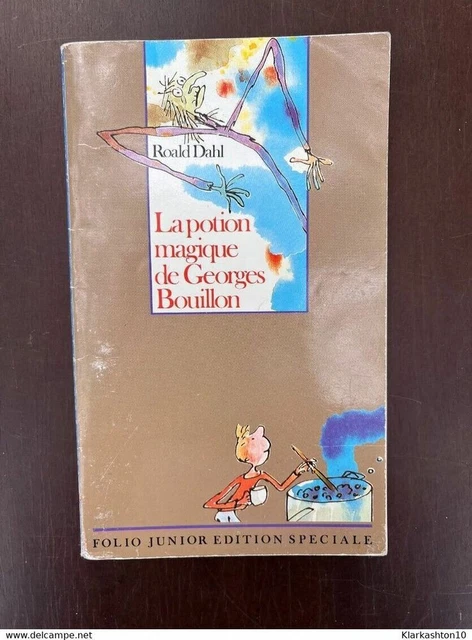 Roald Dahl
La potion
magique
de Georges
Bouillon
FOLIO JUNIOR EDITION SPECIALE
www.delcampe.net
Klarkashton10